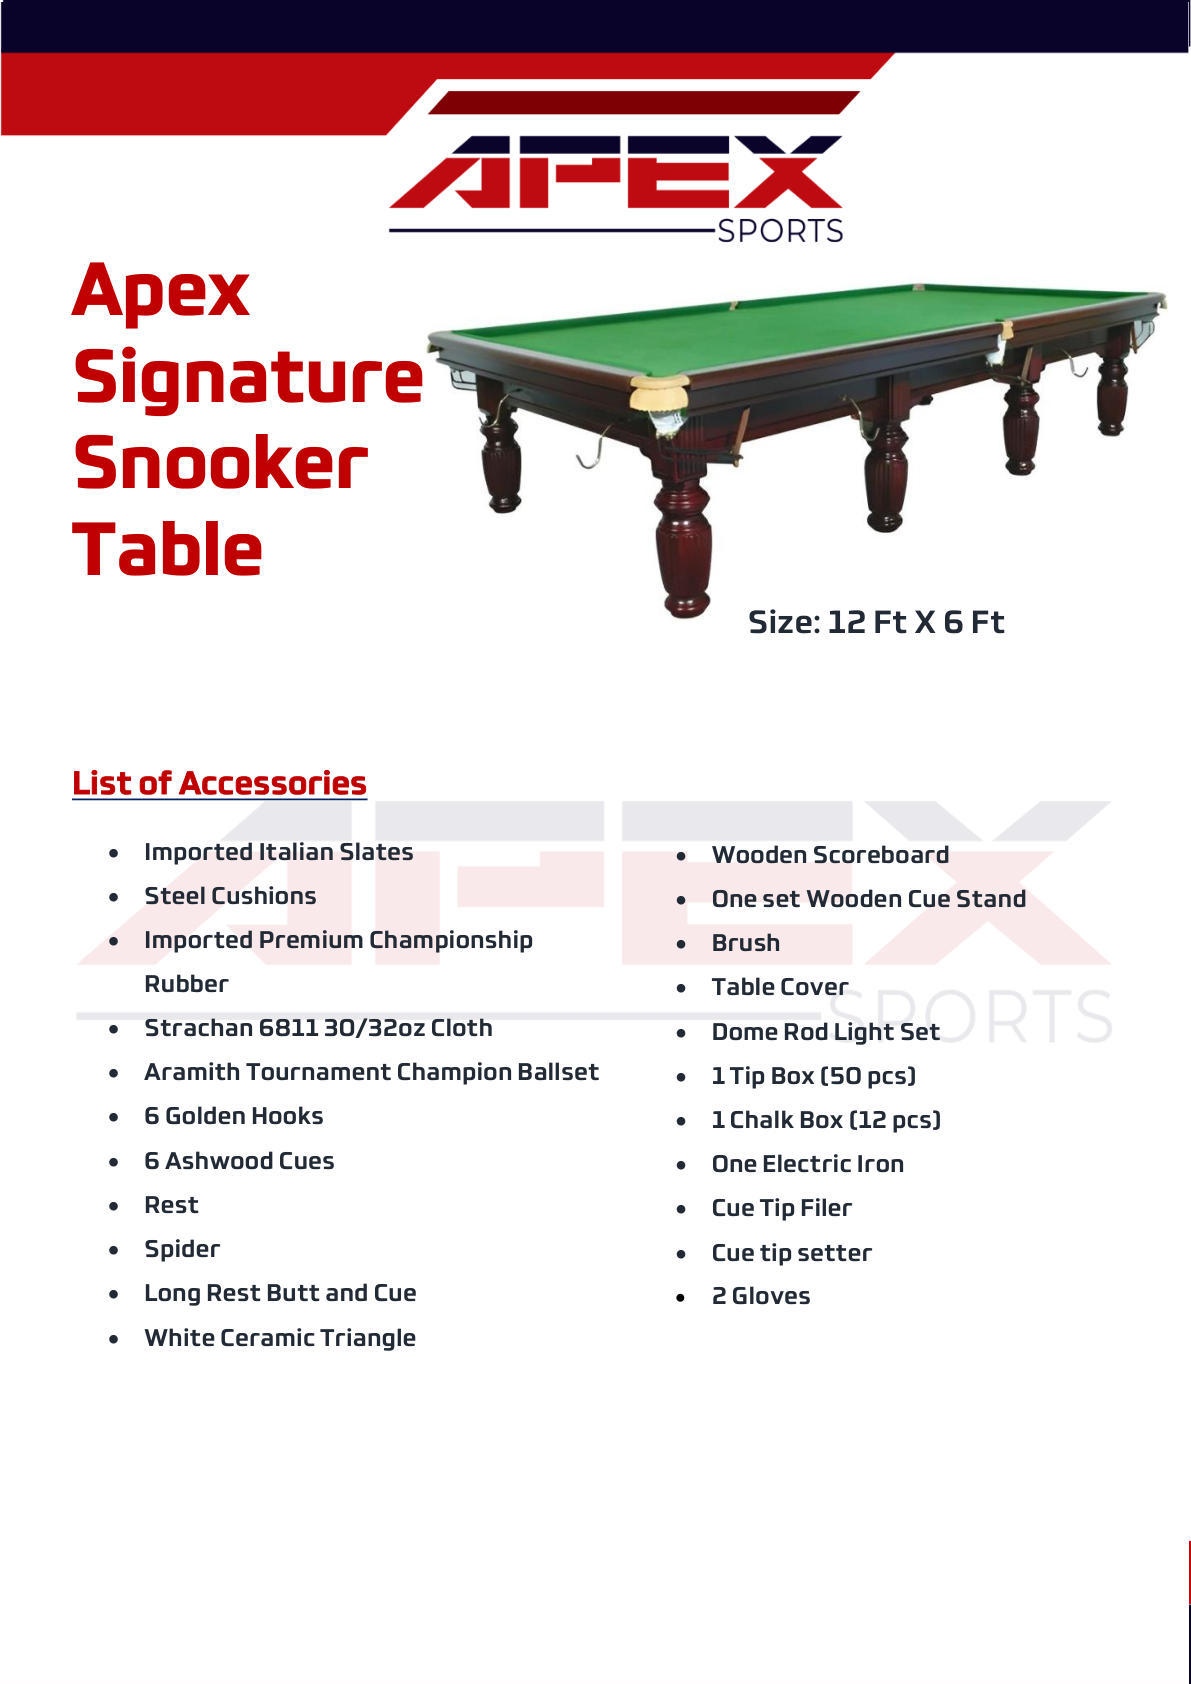 APEX
SPORTS
Apex
Signature
Snooker
Table
Size: 12 Ft X 6 Ft
List of Accessories
APEX
SPORTS
• Imported Italian Slates
• Steel Cushions
• Imported Premium Championship
Rubber
• Strachan 6811 30/32oz Cloth
• Aramith Tournament Champion Ballset
• 6 Golden Hooks
• 6 Ashwood Cues
• Rest
• Spider
• Long Rest Butt and Cue
• White Ceramic Triangle
• Wooden Scoreboard
• One set Wooden Cue Stand
• Brush
• Table Cover
• Dome Rod Light Set
• 1 Tip Box (50 pcs)
• 1 Chalk Box (12 pcs)
• One Electric Iron
• Cue Tip Filer
• Cue tip setter
• 2 Gloves